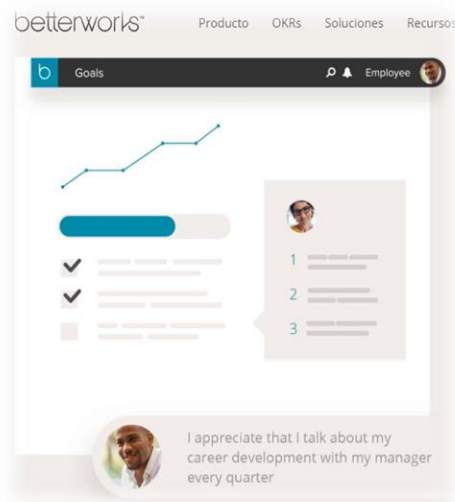 betterworks™
Producto OKRs Soluciones Recursos
b Goals Employee
1
2
3
I appreciate that I talk about my
career development with my manager
every quarter